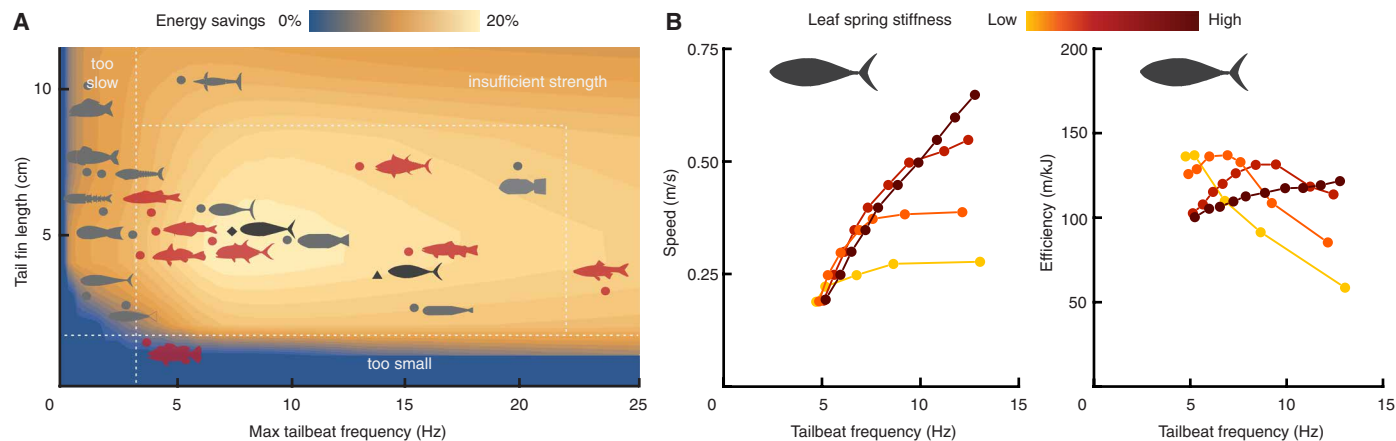 A
Energy savings 0% 20%
too
slow
insufficient strength
too small
10
5
0
5
10
15
20
25
Tail fin length (cm)
Max tailbeat frequency (Hz)
B
Leaf spring stiffness Low High
0.75
0.50
0.25
0
5
10
15
Speed (m/s)
Tailbeat frequency (Hz)
200
150
100
50
0
5
10
15
Efficiency (m/kJ)
Tailbeat frequency (Hz)